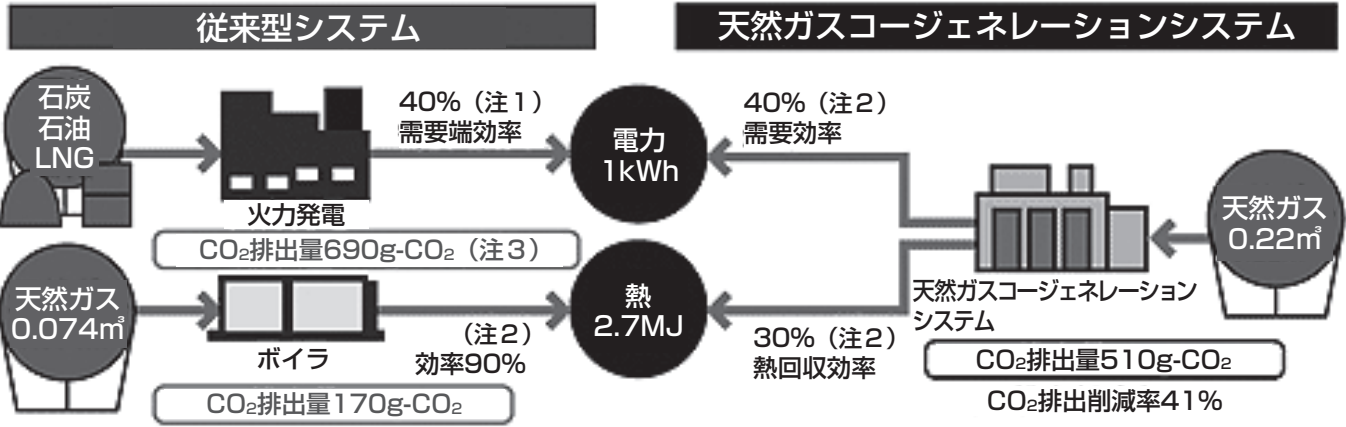 従来型システム
石炭
石油
LNG
火力発電
40%（注1）
需要端効率
CO₂排出量690g-CO₂（注3）
天然ガス
0.074㎥
ボイラ
（注2）
効率90%
CO₂排出量170g-CO₂
電力
1kWh
熱
2.7MJ
天然ガスコージェネレーションシステム
40%（注2）
需要効率
30%（注2）
熱回収効率
天然ガスコージェネレーション
システム
天然ガス
0.22㎥
CO₂排出量510g-CO₂
CO₂排出削減率41%